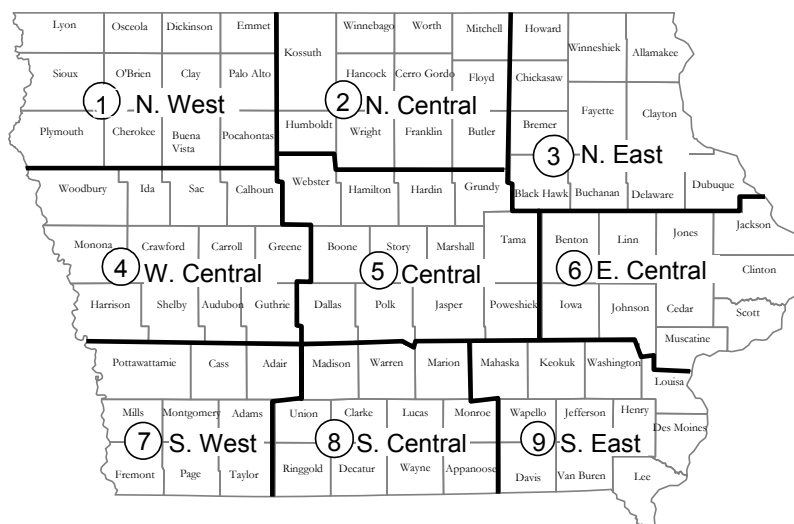 Lyon Osceola Dickinson Emmet Winnebago Worth Mitchell Howard
Kossuth Winneshiek Allamakee
Sioux O'Brien Clay Palo Alto Hancock Cerro Gordo Floyd Chickasaw
1 N. West 2 N. Central
Plymouth Cherokee Buena Vista Pocahontas Humboldt Wright Franklin Butler Bremer Fayette Clayton
3 N. East
Woodbury Ida Sac Calhoun Webster Hamilton Hardin Grundy Black Hawk Buchanan Delaware Dubuque
Monona Crawford Carroll Greene Boone Story Marshall Tama Benton Linn Jones Jackson
4 W. Central 5 Central 6 E. Central Clinton
Harrison Shelby Audubon Guthrie Dallas Polk Jasper Poweshiek Iowa Johnson Cedar Scott
Muscatine
Pottawattamie Cass Adair Madison Warren Marion Mahaska Keokuk Washington Louisa
Mills Montgomery Adams Union Clarke Lucas Monroe Wapello Jefferson Henry Des Moines
7 S. West 8 S. Central 9 S. East
Fremont Page Taylor Ringgold Decatur Wayne Appanoose Davis Van Buren Lee